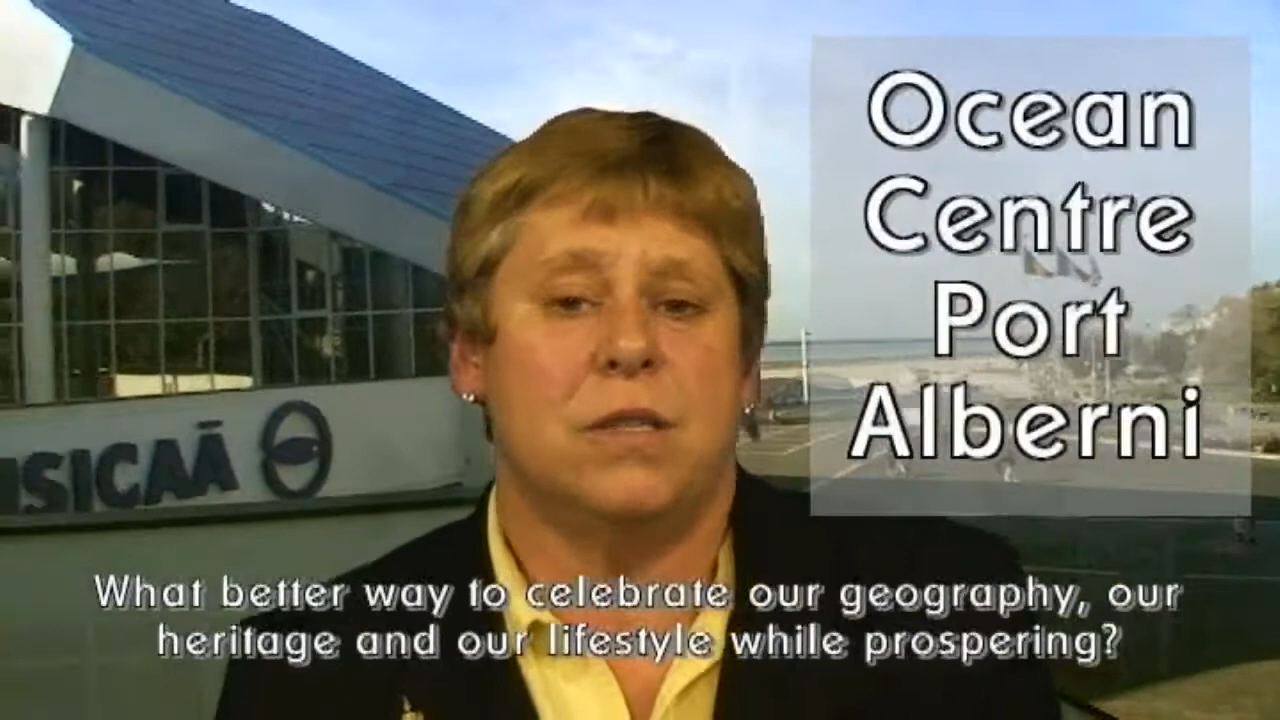 Ocean
Centre
Port
Alberni
What better way to celebrate our geography, our
heritage and our lifestyle while prospering?